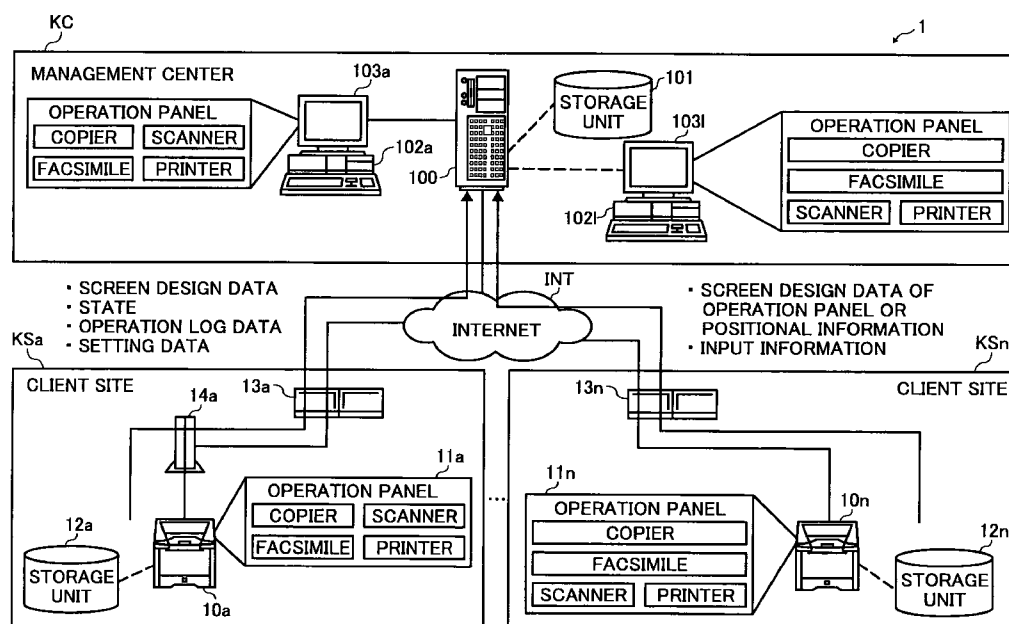 KC
1
MANAGEMENT CENTER
103a
OPERATION PANEL
COPIER SCANNER
FACSIMILE PRINTER
102a
100
STORAGE
UNIT
101
103l
102l
OPERATION PANEL
COPIER
FACSIMILE
SCANNER PRINTER
• SCREEN DESIGN DATA
• STATE
• OPERATION LOG DATA
• SETTING DATA
INT
INTERNET
• SCREEN DESIGN DATA OF
OPERATION PANEL OR
POSITIONAL INFORMATION
• INPUT INFORMATION
KSa
CLIENT SITE
13a
14a
11a
OPERATION PANEL
COPIER SCANNER
FACSIMILE PRINTER
12a
STORAGE
UNIT
10a
KSn
CLIENT SITE
13n
11n
OPERATION PANEL
COPIER
FACSIMILE
SCANNER PRINTER
10n
12n
STORAGE
UNIT